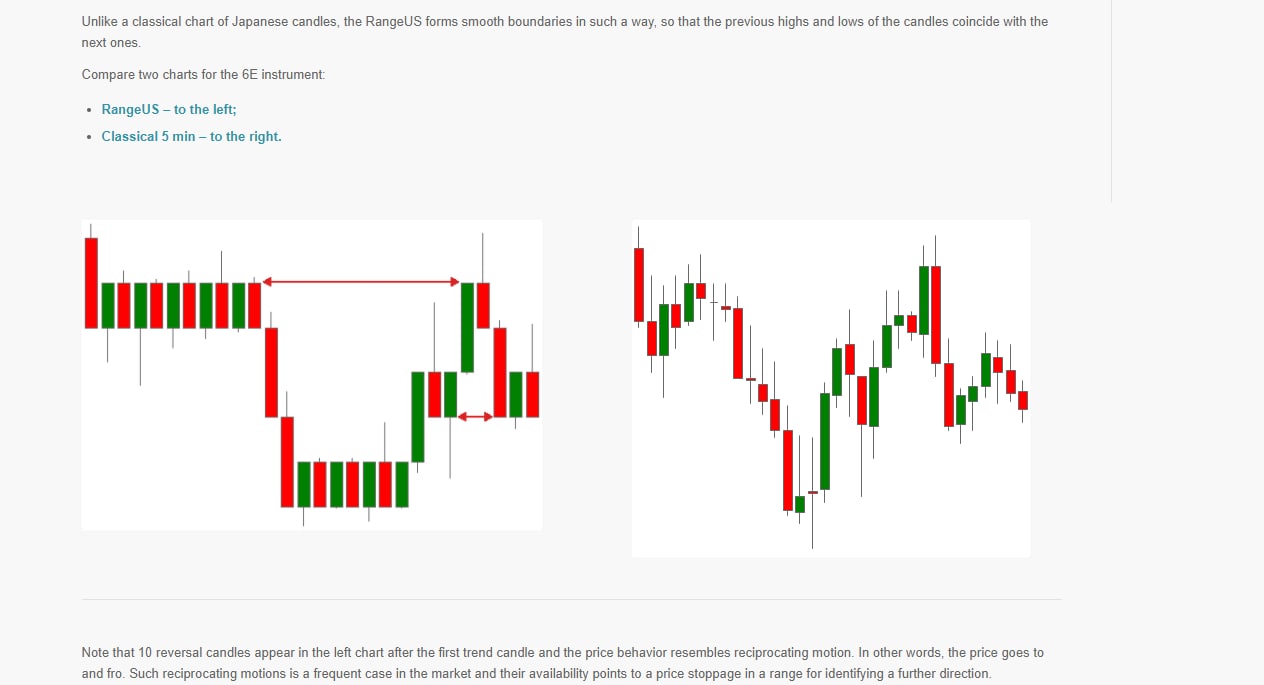 Unlike a classical chart of Japanese candles, the RangeUS forms smooth boundaries in such a way, so that the previous highs and lows of the candles coincide with the
next ones.
Compare two charts for the 6E instrument:
• RangeUS – to the left;
• Classical 5 min – to the right.
Note that 10 reversal candles appear in the left chart after the first trend candle and the price behavior resembles reciprocating motion. In other words, the price goes to
and fro. Such reciprocating motions is a frequent case in the market and their availability points to a price stoppage in a range for identifying a further direction.